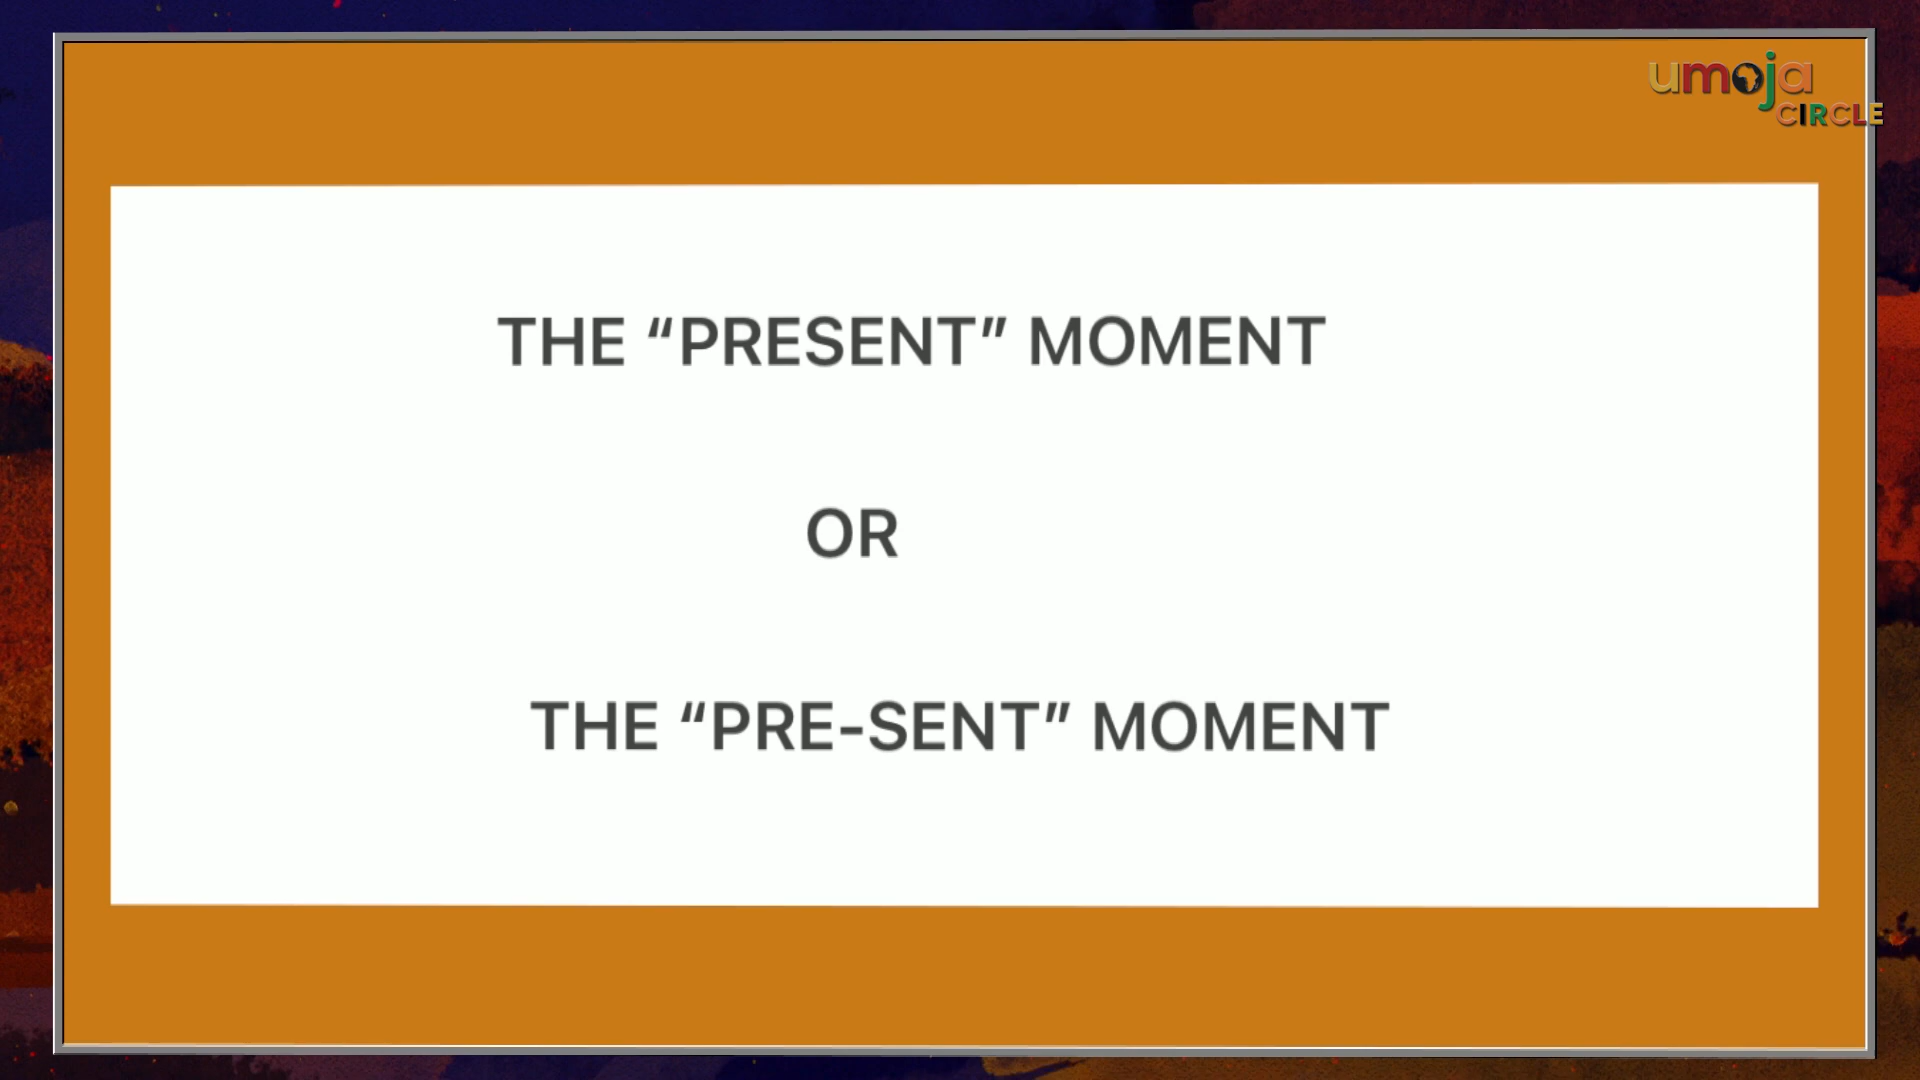 umoja
CIRCLE
THE “PRESENT” MOMENT
OR
THE “PRE-SENT” MOMENT